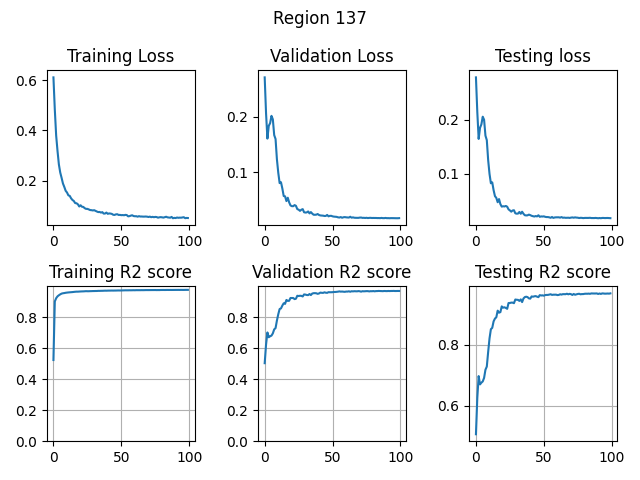 Region 137
Training Loss
Validation Loss
Testing loss
0.6
0.4
0.2
0 50 100
0.2
0.1
0 50 100
0.2
0.1
0 50 100
Training R2 score
Validation R2 score
Testing R2 score
0.8
0.6
0.4
0.2
0.0
0 50 100
0.8
0.6
0.4
0.2
0.0
0 50 100
0.8
0.6
0 50 100